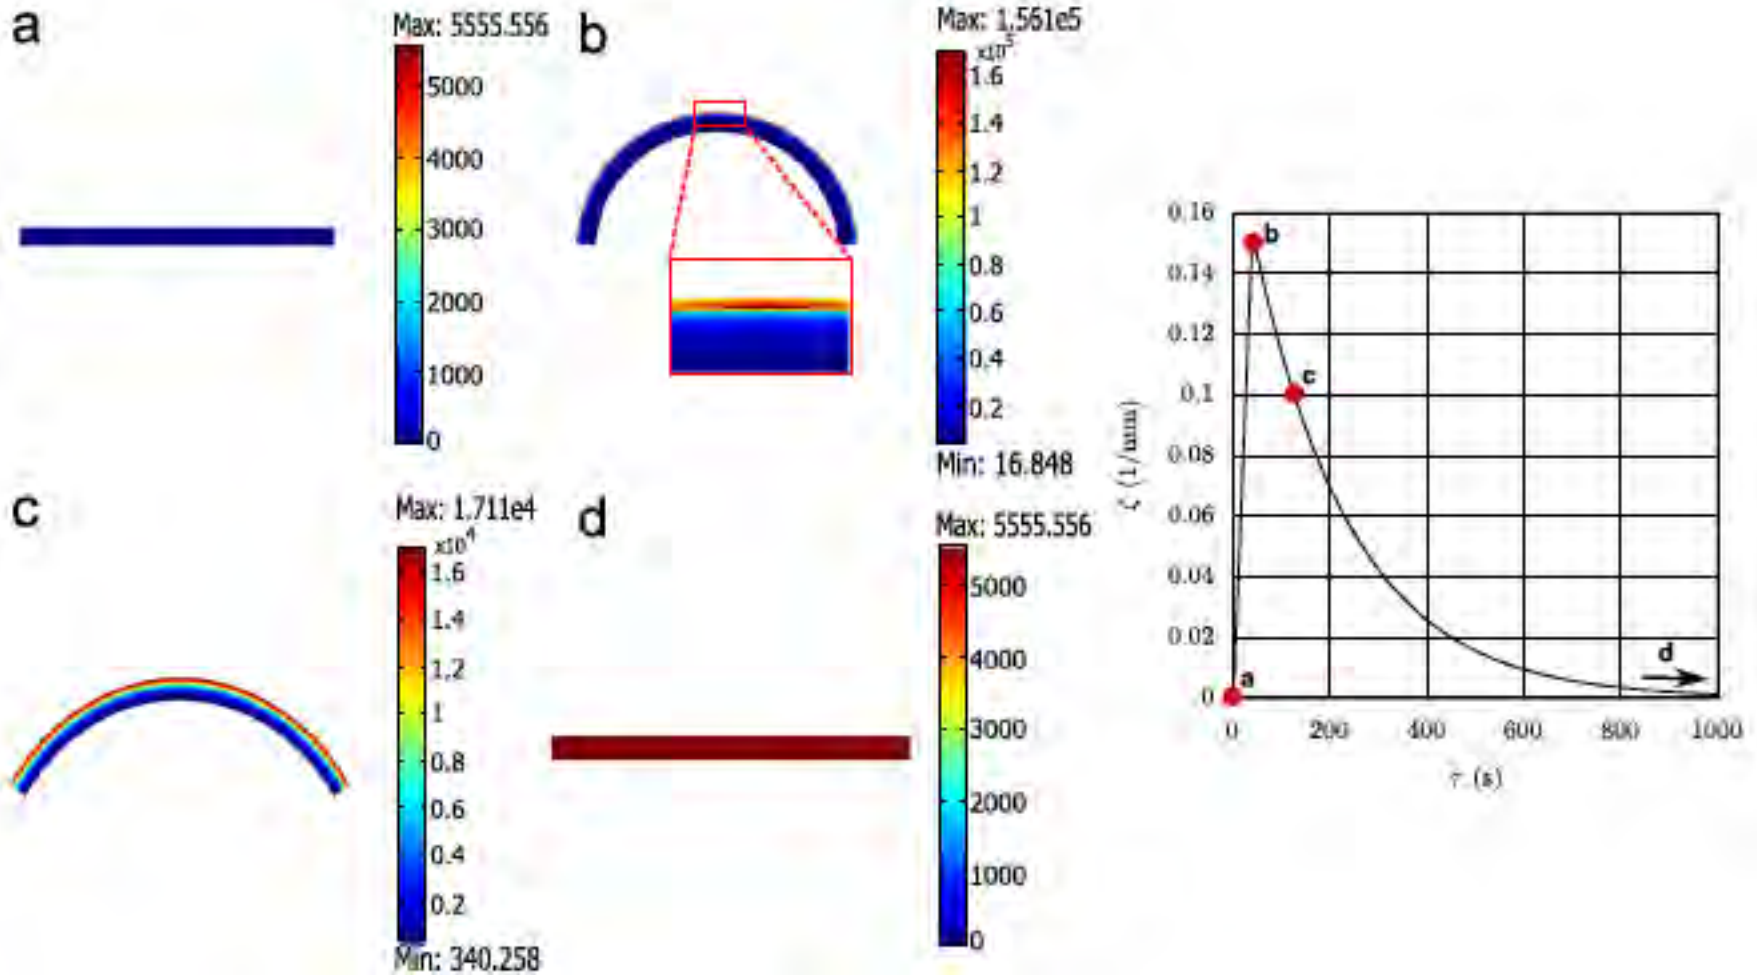 a
Max: 5555.556
5000
4000
3000
2000
1000
0
b
Max: 1.561e5
x10⁵
1.6
1.4
1.2
1
0.8
0.6
0.4
0.2
Min: 16.848
c
Max: 1.711e4
x10⁴
1.6
1.4
1.2
1
0.8
0.6
0.4
0.2
Min: 340.258
d
Max: 5555.556
5000
4000
3000
2000
1000
0
0.16
0.14
0.12
0.1
0.08
0.06
0.04
0.02
0
ζ (1/mm)
b
c
d
a
0 200 400 600 800 1000
τ (s)